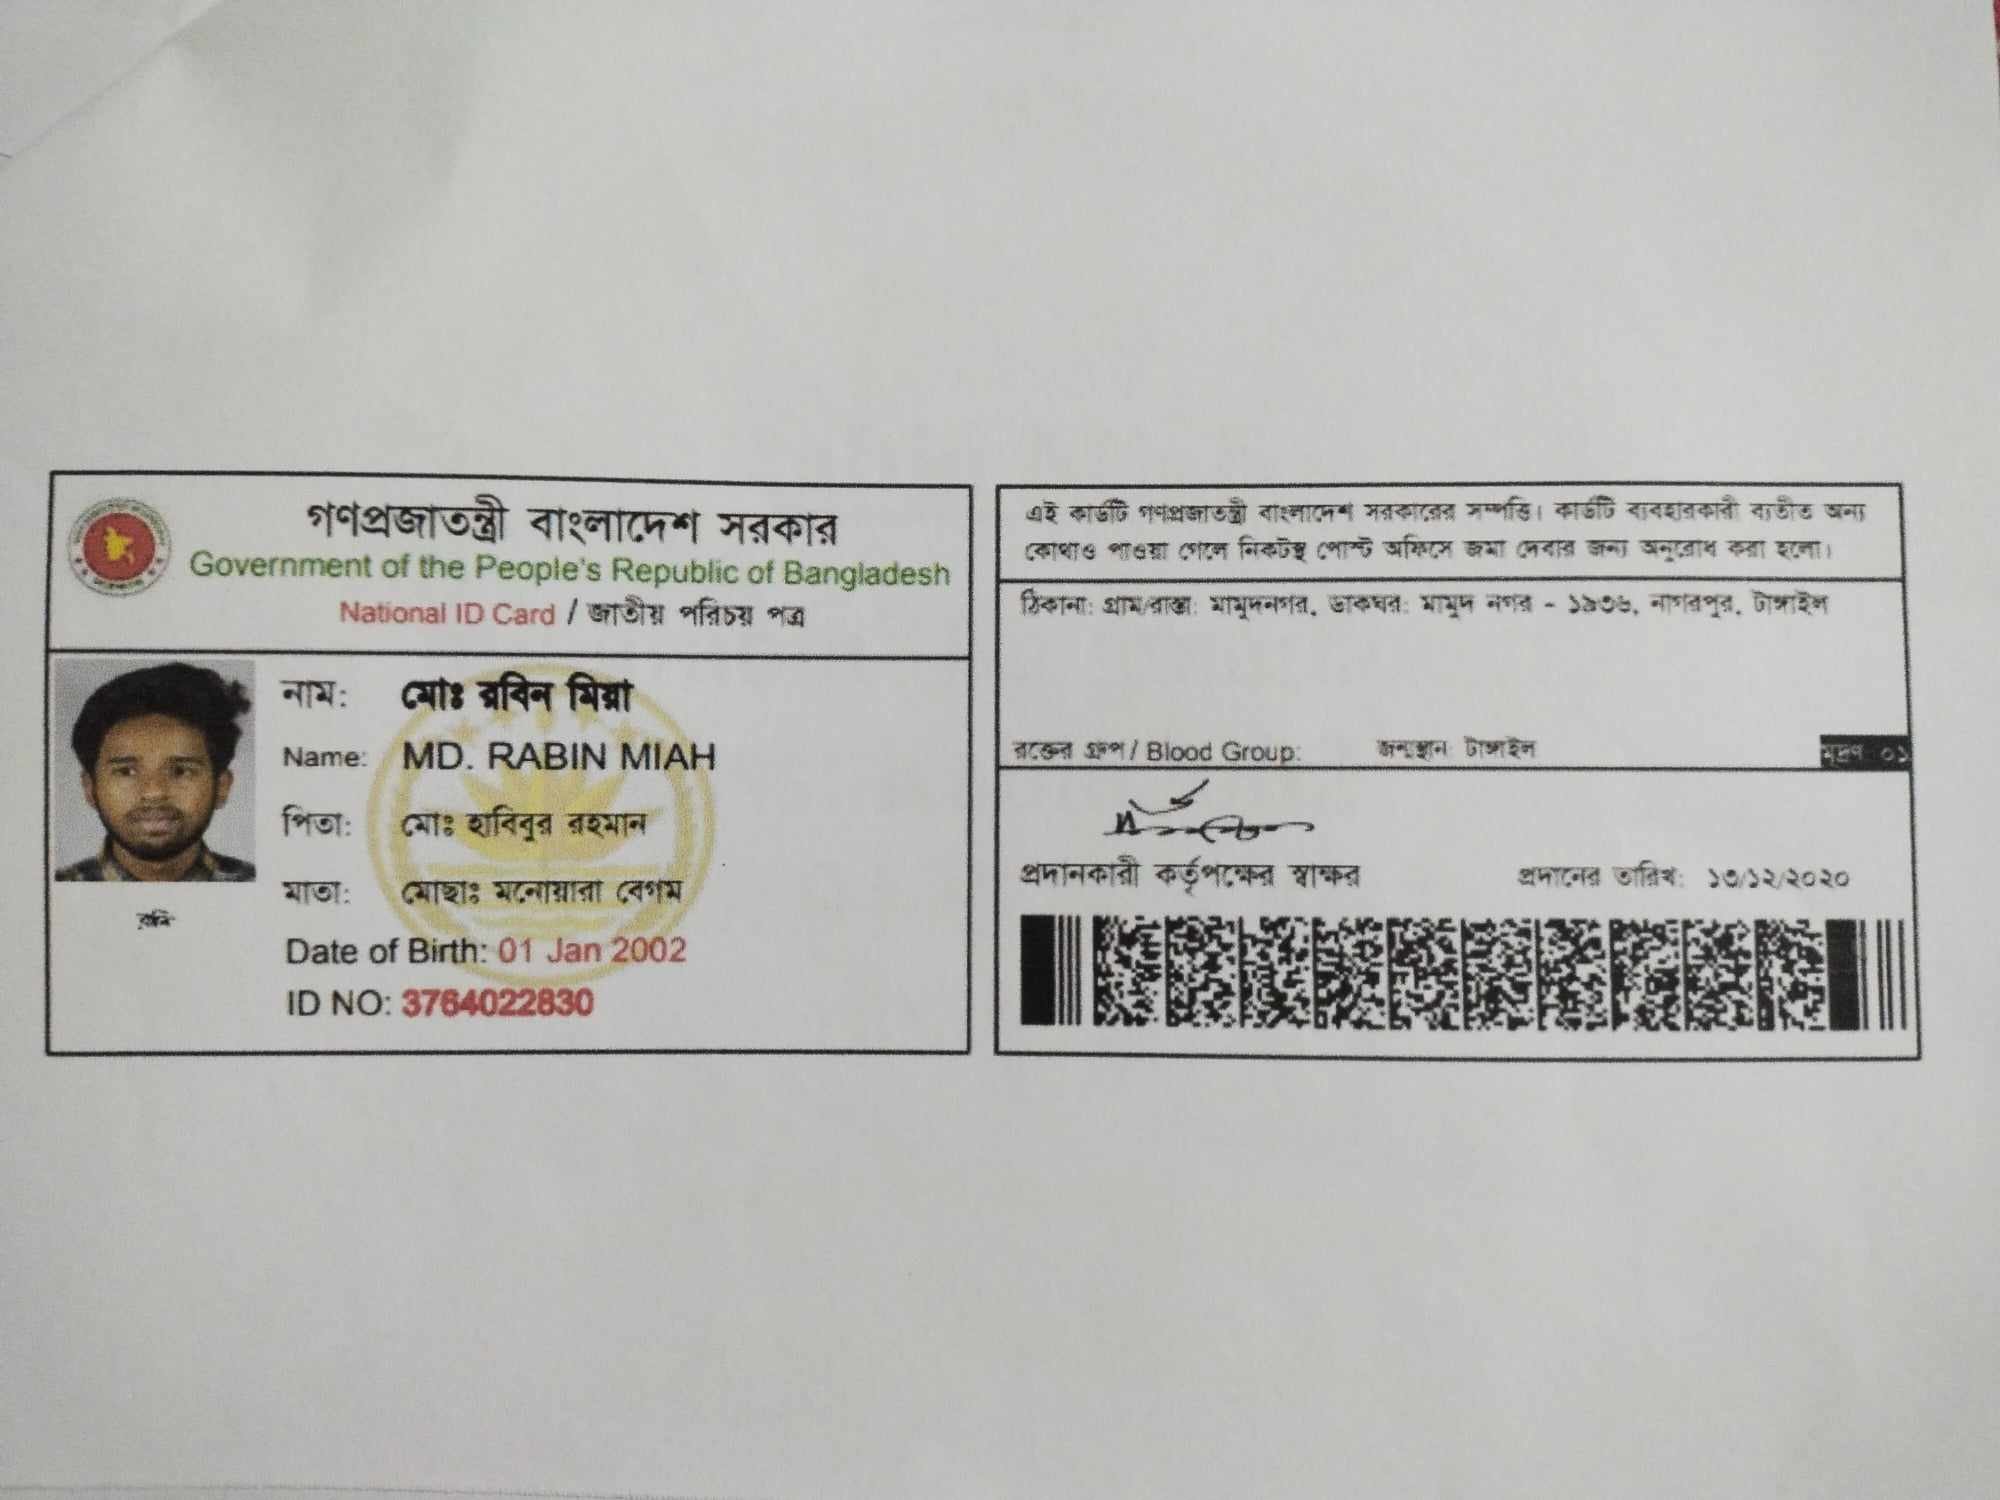 গণপ্রজাতন্ত্রী বাংলাদেশ সরকার
Government of the People's Republic of Bangladesh
National ID Card / জাতীয় পরিচয় পত্র
নাম: মোঃ রবিন মিয়া
Name: MD. RABIN MIAH
পিতা: মোঃ হাবিবুর রহমান
মাতা: মোছাঃ মনোয়ারা বেগম
Date of Birth: 01 Jan 2002
ID NO: 3764022830
এই কার্ডটি গণপ্রজাতন্ত্রী বাংলাদেশ সরকারের সম্পত্তি। কার্ডটি ব্যবহারকারী ব্যতীত অন্য
কোথাও পাওয়া গেলে নিকটস্থ পোস্ট অফিসে জমা দেবার জন্য অনুরোধ করা হলো।
ঠিকানা: গ্রাম/রাস্তা: মামুদনগর, ডাকঘর: মামুদ নগর - ১৯৩৬, নাগরপুর, টাঙ্গাইল
রক্তের গ্রুপ / Blood Group: জন্মস্থান: টাঙ্গাইল মুদ্রণ: ০১
প্রদানকারী কর্তৃপক্ষের স্বাক্ষর প্রদানের তারিখ: ১৩/১২/২০২০